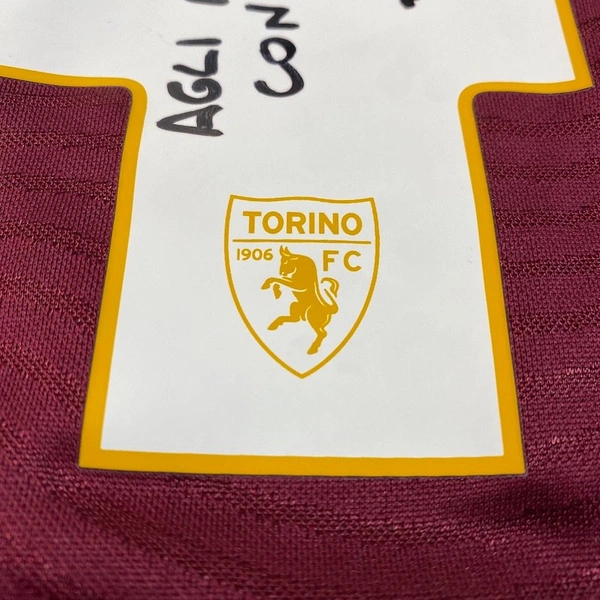 AGLI
CON
TORINO
1906 FC